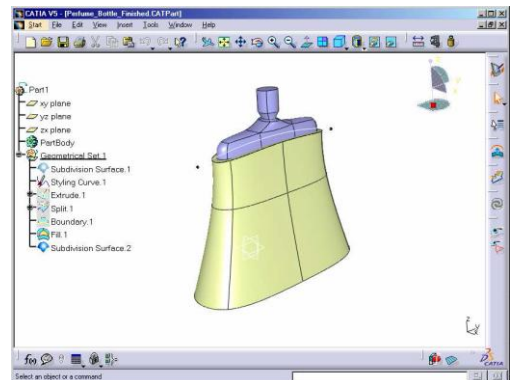 CATIA V5 - [Perfume_Bottle_Finished.CATPart]
Start File Edit View Insert Tools Window Help
Part1
xy plane
yz plane
zx plane
PartBody
Geometrical Set.1
Subdivision Surface.1
Styling Curve.1
Extrude.1
Split.1
Boundary.1
Fill.1
Subdivision Surface.2
f(x)
CATIA
Select an object or a command